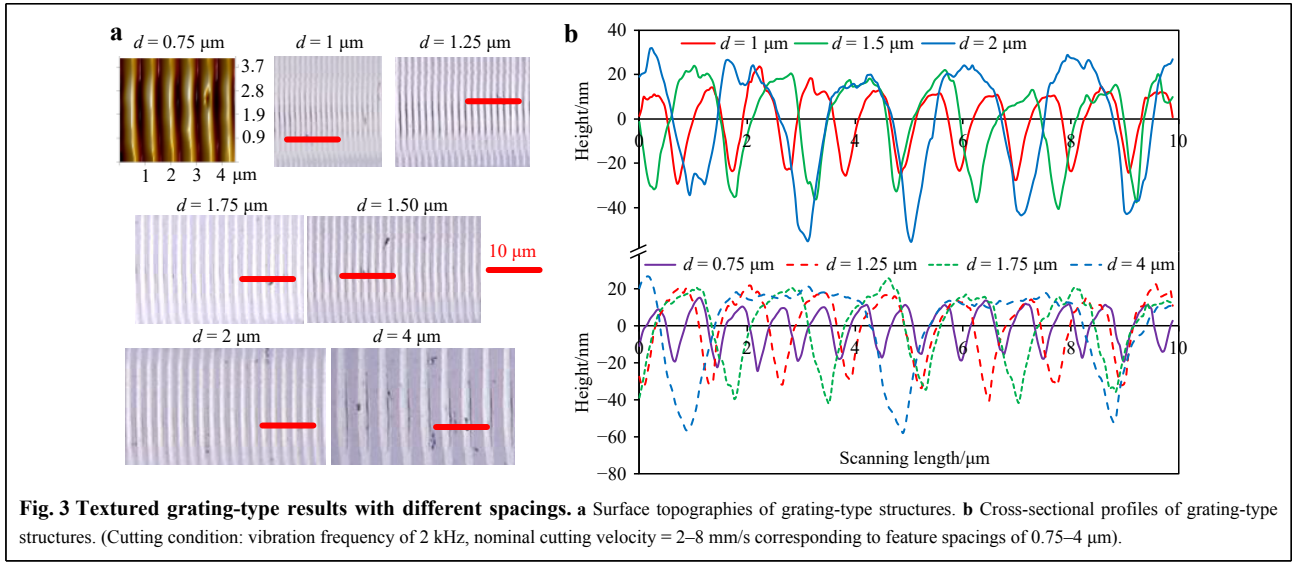 a
d = 0.75 μm
d = 1 μm
d = 1.25 μm
3.7
2.8
1.9
0.9
1 2 3 4 μm
d = 1.75 μm
d = 1.50 μm
10 μm
d = 2 μm
d = 4 μm
b
Height/nm
40
20
0
−20
−40
d = 1 μm d = 1.5 μm d = 2 μm
0 2 4 6 8 10
d = 0.75 μm d = 1.25 μm d = 1.75 μm d = 4 μm
Height/nm
20
0
−20
−40
−60
−80
0 2 4 6 8 10
Scanning length/μm
Fig. 3 Textured grating-type results with different spacings. a Surface topographies of grating-type structures. b Cross-sectional profiles of grating-type
structures. (Cutting condition: vibration frequency of 2 kHz, nominal cutting velocity = 2–8 mm/s corresponding to feature spacings of 0.75–4 μm).